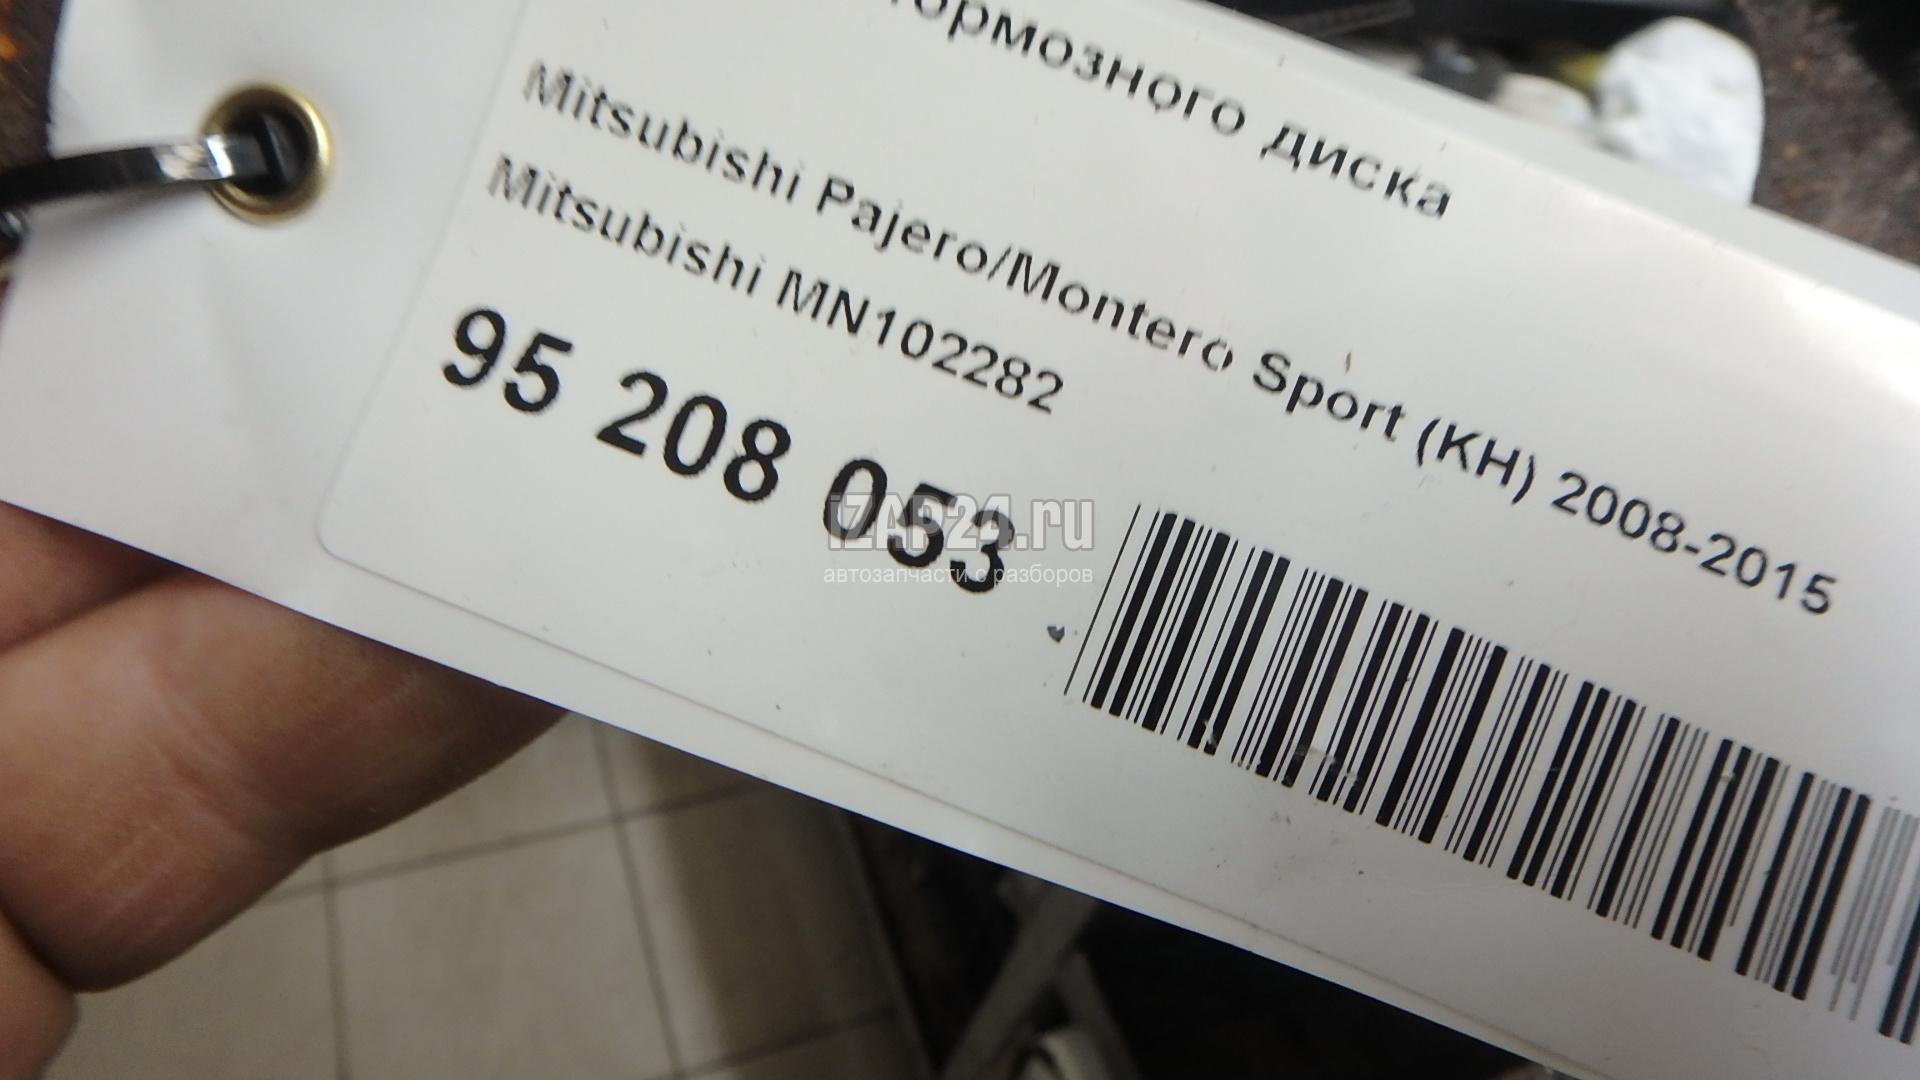 тормозного диска
Mitsubishi Pajero/Montero Sport (KH) 2008-2015
Mitsubishi MN102282
95 208 053
iZAP24.ru
автозапчасти с разборов